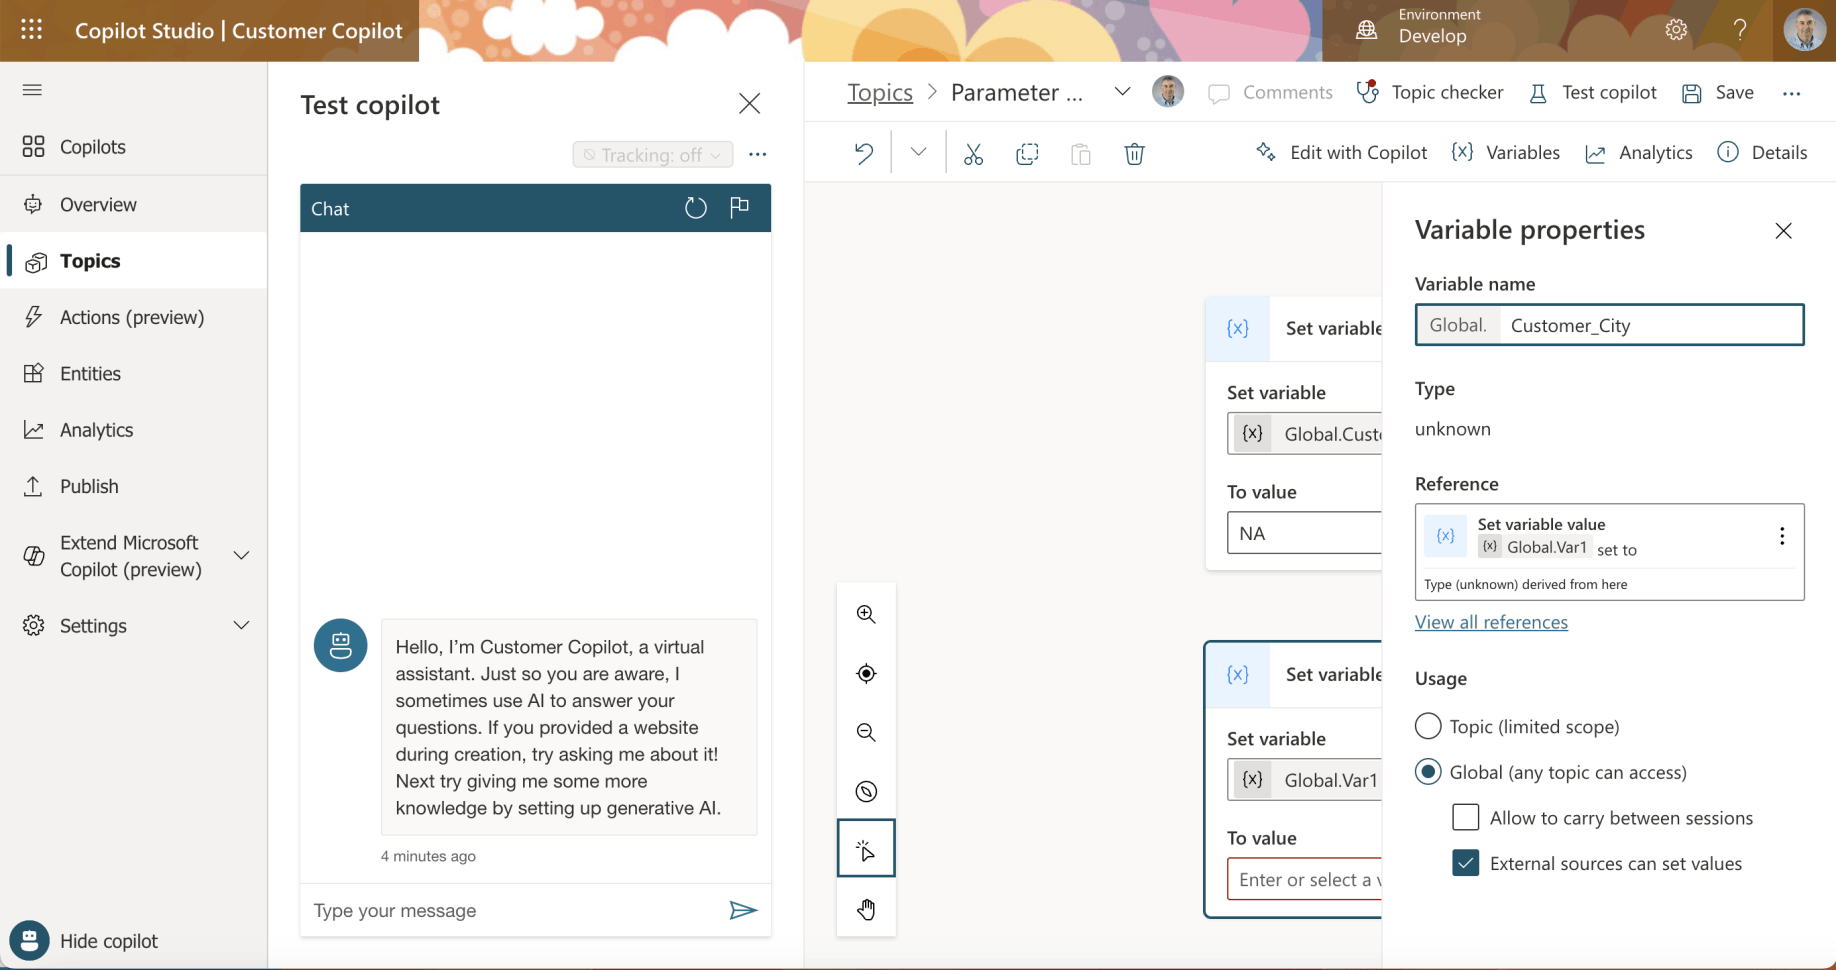 Copilot Studio | Customer Copilot
Environment
Develop
?
Copilots
Overview
Topics
Actions (preview)
Entities
Analytics
Publish
Extend Microsoft
Copilot (preview)
Settings
Hide copilot
Test copilot
Tracking: off
Chat
Hello, I’m Customer Copilot, a virtual
assistant. Just so you are aware, I
sometimes use AI to answer your
questions. If you provided a website
during creation, try asking me about it!
Next try giving me some more
knowledge by setting up generative AI.
4 minutes ago
Type your message
Topics > Parameter ...
Comments
Topic checker
Test copilot
Save
Edit with Copilot
{x} Variables
Analytics
Details
{x} Set variable
Set variable
{x} Global.Custo
To value
NA
{x} Set variable
Set variable
{x} Global.Var1
To value
Enter or select a v
Variable properties
Variable name
Global. Customer_City
Type
unknown
Reference
{x} Set variable value
{x} Global.Var1 set to
Type (unknown) derived from here
View all references
Usage
Topic (limited scope)
Global (any topic can access)
Allow to carry between sessions
External sources can set values